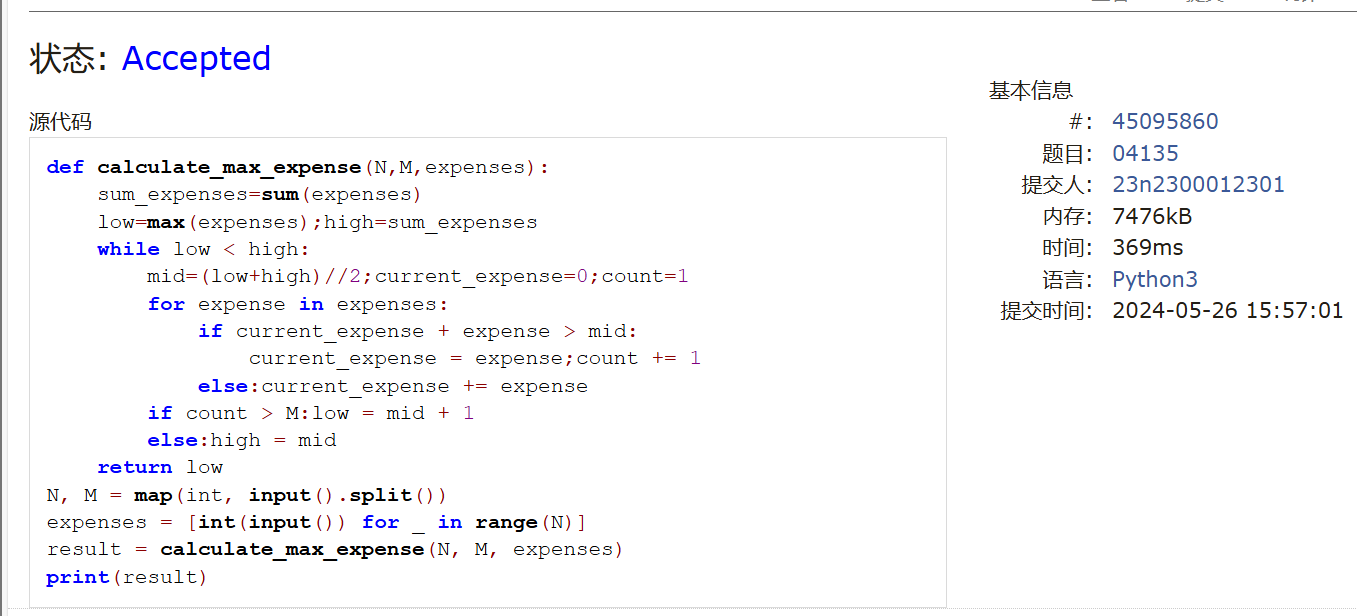 状态: Accepted
源代码
def calculate_max_expense(N,M,expenses):
    sum_expenses=sum(expenses)
    low=max(expenses);high=sum_expenses
    while low < high:
        mid=(low+high)//2;current_expense=0;count=1
        for expense in expenses:
            if current_expense + expense > mid:
                current_expense = expense;count += 1
            else:current_expense += expense
        if count > M:low = mid + 1
        else:high = mid
    return low
N, M = map(int, input().split())
expenses = [int(input()) for _ in range(N)]
result = calculate_max_expense(N, M, expenses)
print(result)
基本信息
#: 45095860
题目: 04135
提交人: 23n2300012301
内存: 7476kB
时间: 369ms
语言: Python3
提交时间: 2024-05-26 15:57:01